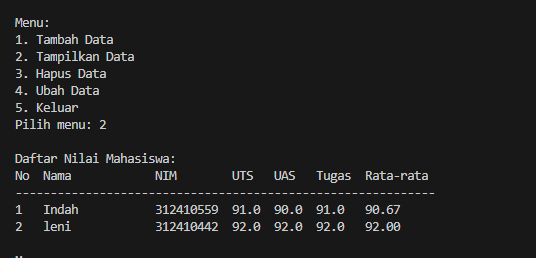 Menu:
1. Tambah Data
2. Tampilkan Data
3. Hapus Data
4. Ubah Data
5. Keluar
Pilih menu: 2
Daftar Nilai Mahasiswa:
No  Nama            NIM        UTS   UAS   Tugas  Rata-rata
------------------------------------------------------------
1   Indah           312410559  91.0  90.0  91.0   90.67
2   leni            312410442  92.0  92.0  92.0   92.00